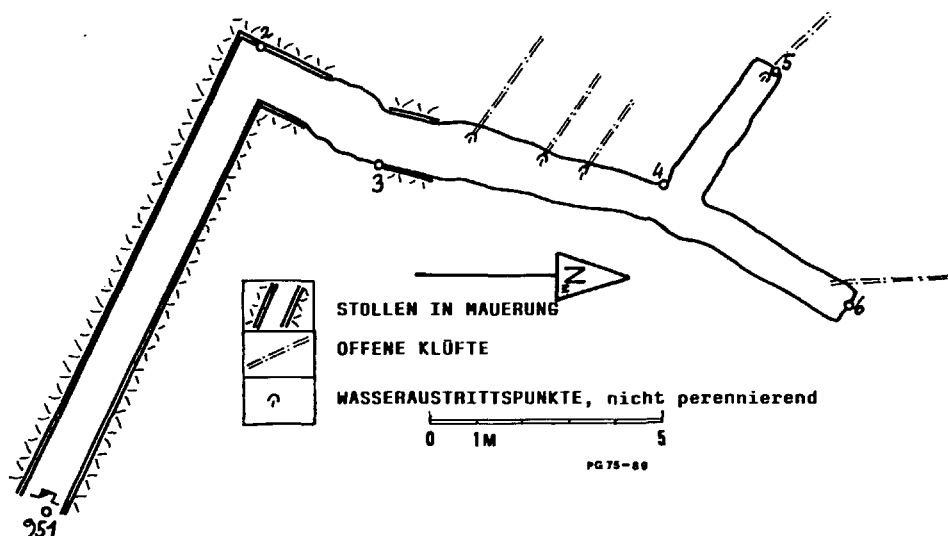 2
5
4
3
N
m
6
STOLLEN IN MAUERUNG
OFFENE KLÜFTE
WASSERAUSTRITTSPUNKTE, nicht perennierend
0 1M 5
PG 75-89
951